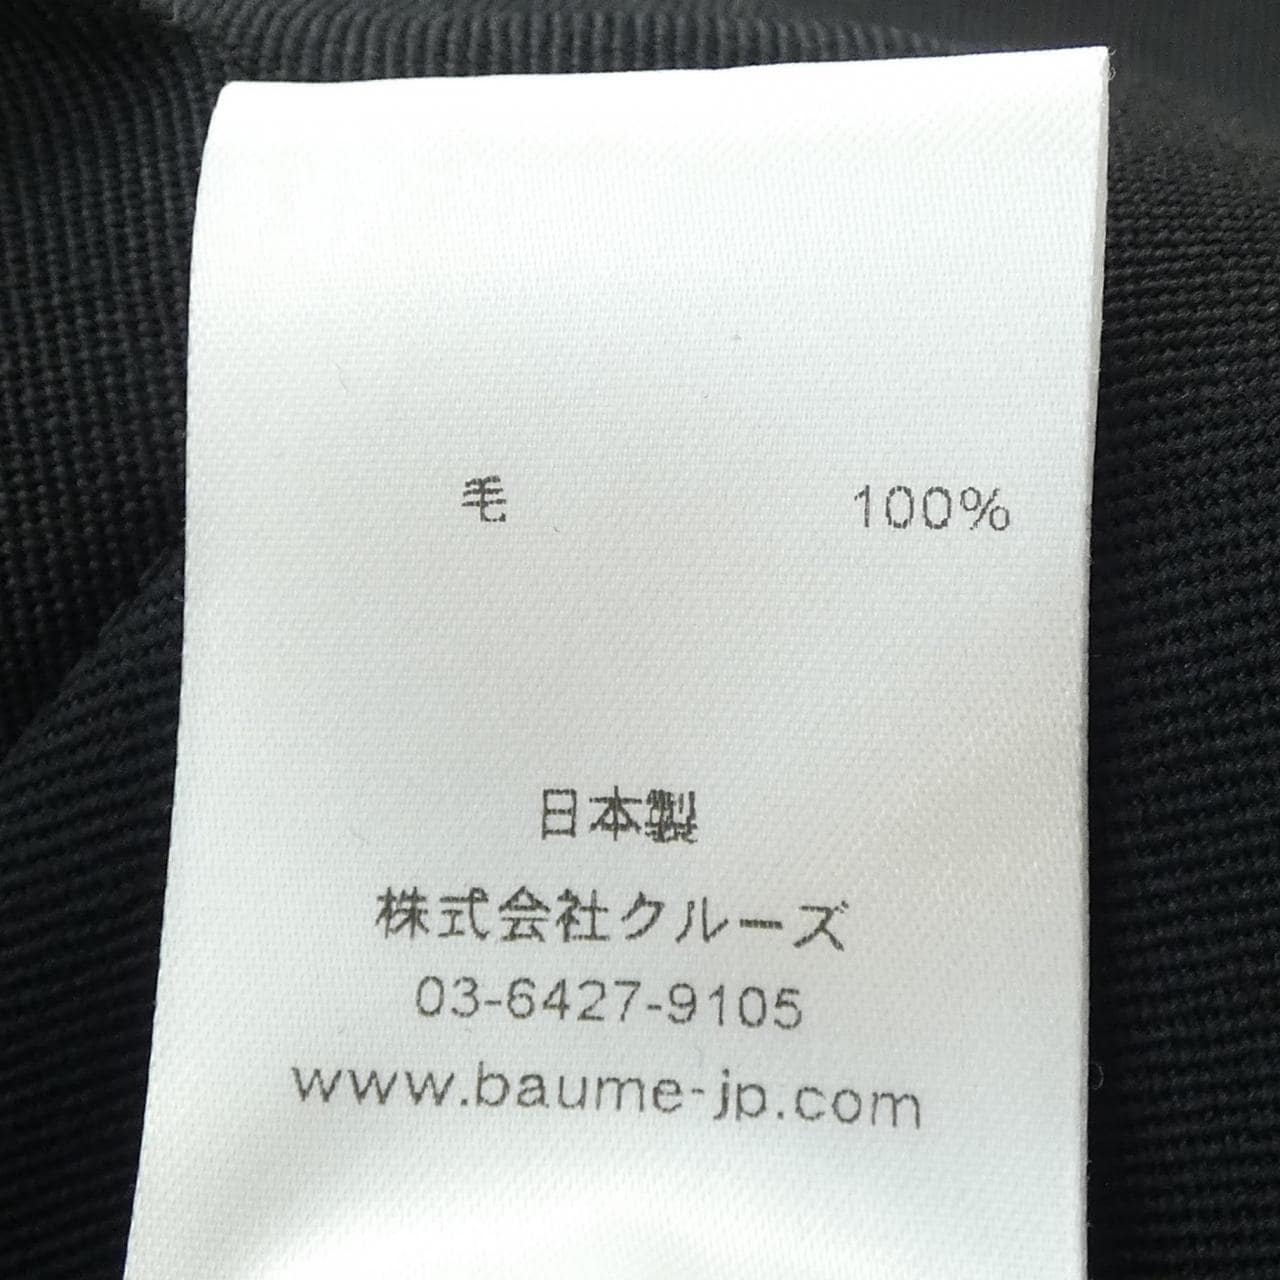 毛 100%
日本製
株式会社クルーズ
03-6427-9105
www.baume-jp.com